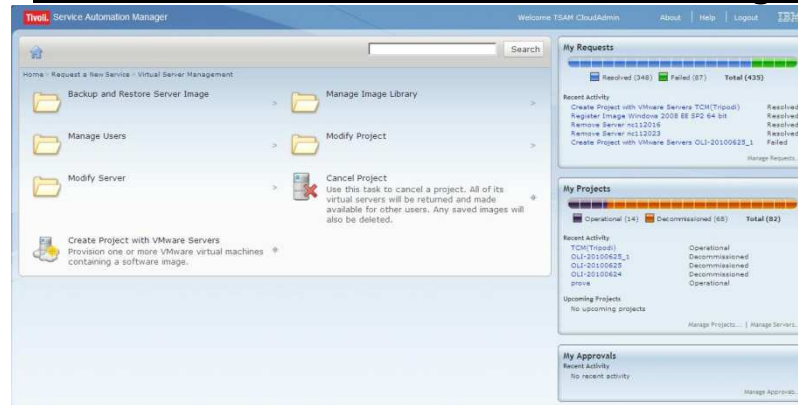 Tivoli. Service Automation Manager
Welcome TSAM CloudAdmin About Help Logout IBM
Search
Home > Request a New Service > Virtual Server Management
Backup and Restore Server Image
Manage Image Library
Manage Users
Modify Project
Modify Server
Cancel Project
Use this task to cancel a project. All of its
virtual servers will be returned and made
available for other users. Any saved images will
also be deleted.
Create Project with VMware Servers
Provision one or more VMware virtual machines
containing a software image.
My Requests
Resolved (348) Failed (87) Total (435)
Recent Activity
Create Project with VMware Servers TCM(Tripodi) Resolved
Register Image Windows 2008 EE SP2 64 bit Resolved
Remove Server nc112016 Resolved
Remove Server nc112023 Resolved
Create Project with VMware Servers OLI-20100625_1 Failed
Manage Requests...
My Projects
Operational (14) Decommissioned (68) Total (82)
Recent Activity
TCM(Tripodi) Operational
OLI-20100625_1 Decommissioned
OLI-20100625 Decommissioned
OLI-20100624 Decommissioned
prova Operational
Upcoming Projects
No upcoming projects
Manage Projects... | Manage Servers...
My Approvals
Recent Activity
No recent activity
Manage Approvals...